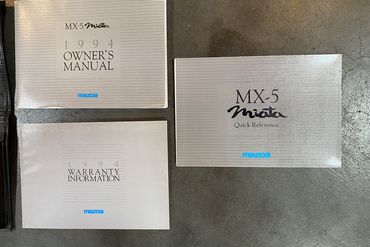 MX-5 Miata
1994
OWNER'S
MANUAL
mazda
1994
WARRANTY
INFORMATION
mazda
MX-5
Miata
Quick Reference
mazda